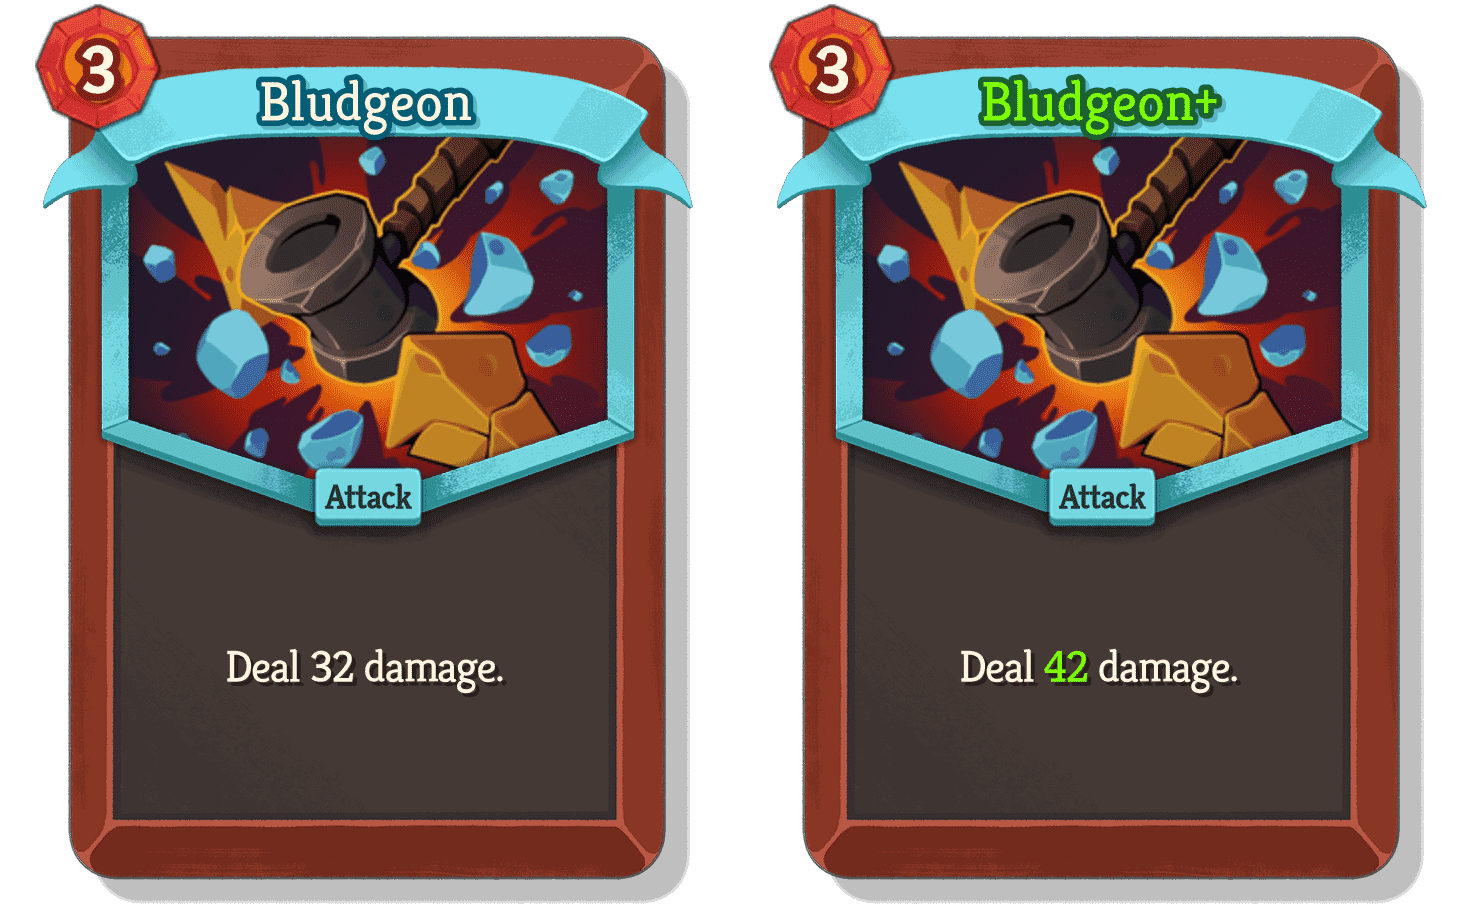 3
Bludgeon
Attack
Deal 32 damage.
3
Bludgeon+
Attack
Deal 42 damage.